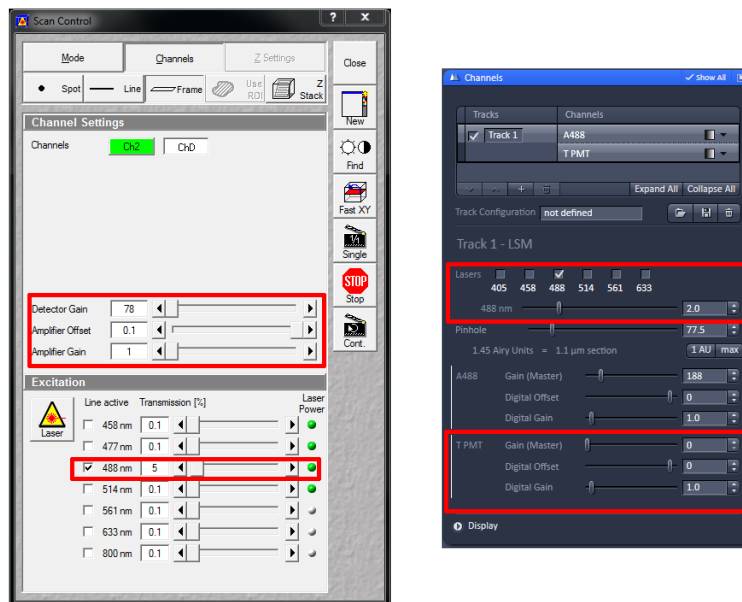 Scan Control
? X
Mode Channels Z Settings Close
Spot Line Frame Use ROI Z Stack
Channel Settings
New
Channels Ch2 ChD
Find
Fast XY
Single
STOP
Stop
Detector Gain 78
Amplifier Offset 0.1
Amplifier Gain 1
Cont.
Excitation
Line active Transmission [%] Laser Power
Laser
458 nm 0.1
477 nm 0.1
488 nm 5
514 nm 0.1
561 nm 0.1
633 nm 0.1
800 nm 0.1
Channels Show All
Tracks Channels
Track 1 A488
T PMT
Expand All Collapse All
Track Configuration not defined
Track 1 - LSM
Lasers
405 458 488 514 561 633
488 nm 2.0
Pinhole 77.5
1.45 Airy Units = 1.1 µm section 1 AU max
A488 Gain (Master) 188
Digital Offset 0
Digital Gain 1.0
T PMT Gain (Master) 0
Digital Offset 0
Digital Gain 1.0
Display